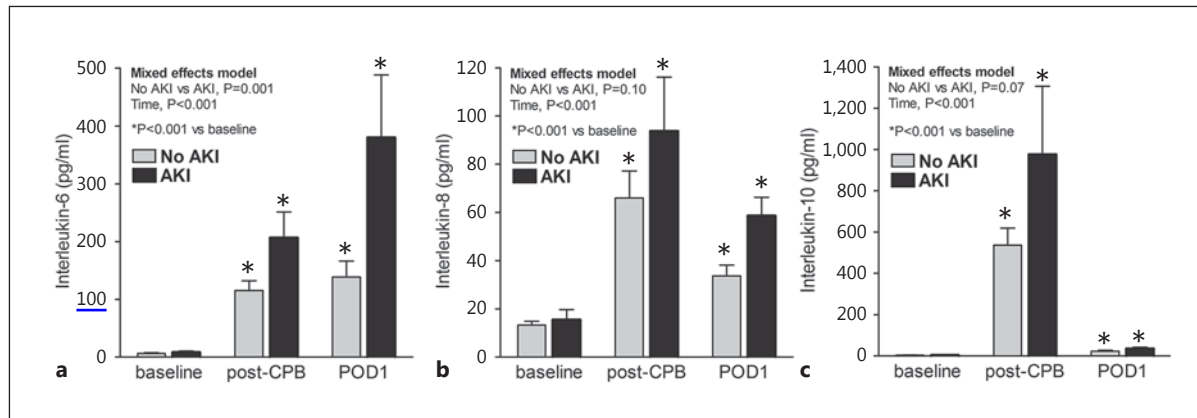 Interleukin-6 (pg/ml)
500
400
300
200
100
0
Mixed effects model
No AKI vs AKI, P=0.001
Time, P<0.001
*P<0.001 vs baseline
No AKI
AKI
*
*
*
*
baseline
post-CPB
POD1
a
Interleukin-8 (pg/ml)
120
100
80
60
40
20
0
Mixed effects model
No AKI vs AKI, P=0.10
Time, P<0.001
*P<0.001 vs baseline
No AKI
AKI
*
*
*
*
baseline
post-CPB
POD1
b
Interleukin-10 (pg/ml)
1,400
1,200
1,000
800
600
400
200
0
Mixed effects model
No AKI vs AKI, P=0.07
Time, P<0.001
*P<0.001 vs baseline
No AKI
AKI
*
*
*
*
baseline
post-CPB
POD1
c